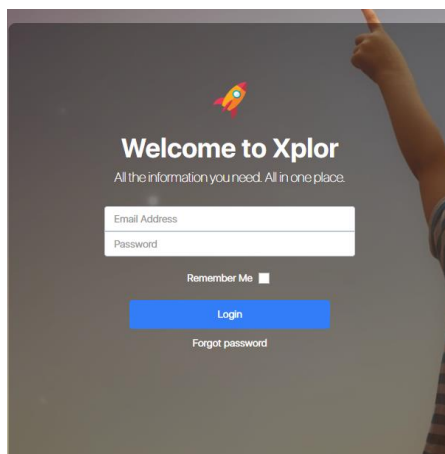 Welcome to Xplor
All the information you need. All in one place.
Email Address
Password
Remember Me
Login
Forgot password